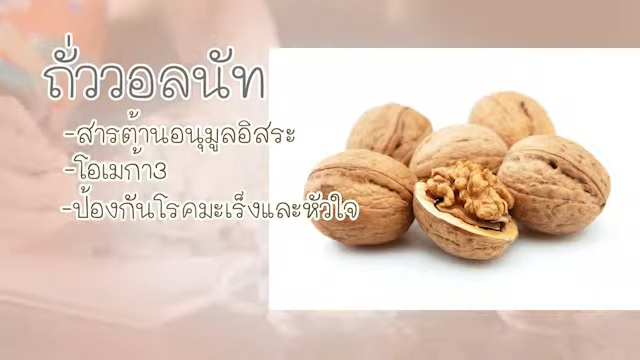 ถั่ววอลนัท
-สารต้านอนุมูลอิสระ
-โอเมก้า3
-ป้องกันโรคมะเร็งและหัวใจ